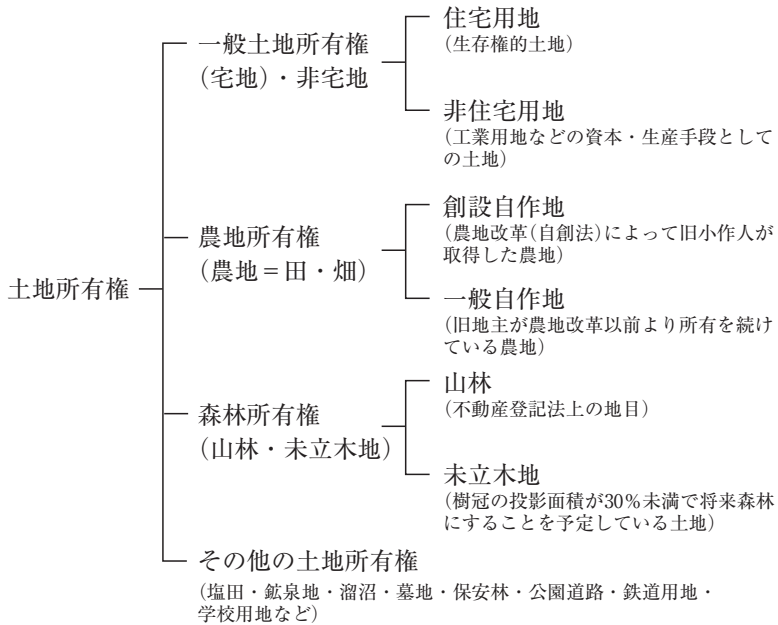 土地所有権
一般土地所有権
(宅地)・非宅地
住宅用地
(生存権的土地)
非住宅用地
(工業用地などの資本・生産手段として
の土地)
農地所有権
(農地＝田・畑)
創設自作地
(農地改革(自創法)によって旧小作人が
取得した農地)
一般自作地
(旧地主が農地改革以前より所有を続け
ている農地)
森林所有権
(山林・未立木地)
山林
(不動産登記法上の地目)
未立木地
(樹冠の投影面積が30％未満で将来森林
にすることを予定している土地)
その他の土地所有権
(塩田・鉱泉地・溜沼・墓地・保安林・公園道路・鉄道用地・
学校用地など)